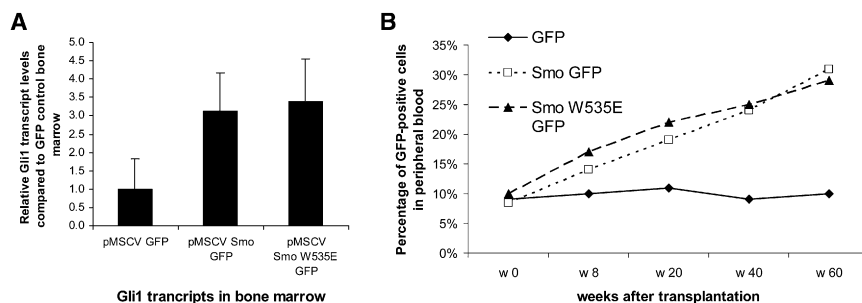 A
Relative Gli1 transcript levels
compared to GFP control bone
marrow
5.0
4.5
4.0
3.5
3.0
2.5
2.0
1.5
1.0
0.5
0.0
pMSCV GFP
pMSCV Smo
GFP
pMSCV
Smo W535E
GFP
Gli1 trancripts in bone marrow
B
Percentage of GFP-positive cells
in peripheral blood
35%
30%
25%
20%
15%
10%
5%
0%
GFP
Smo GFP
Smo W535E
GFP
w 0
w 8
w 20
w 40
w 60
weeks after transplantation